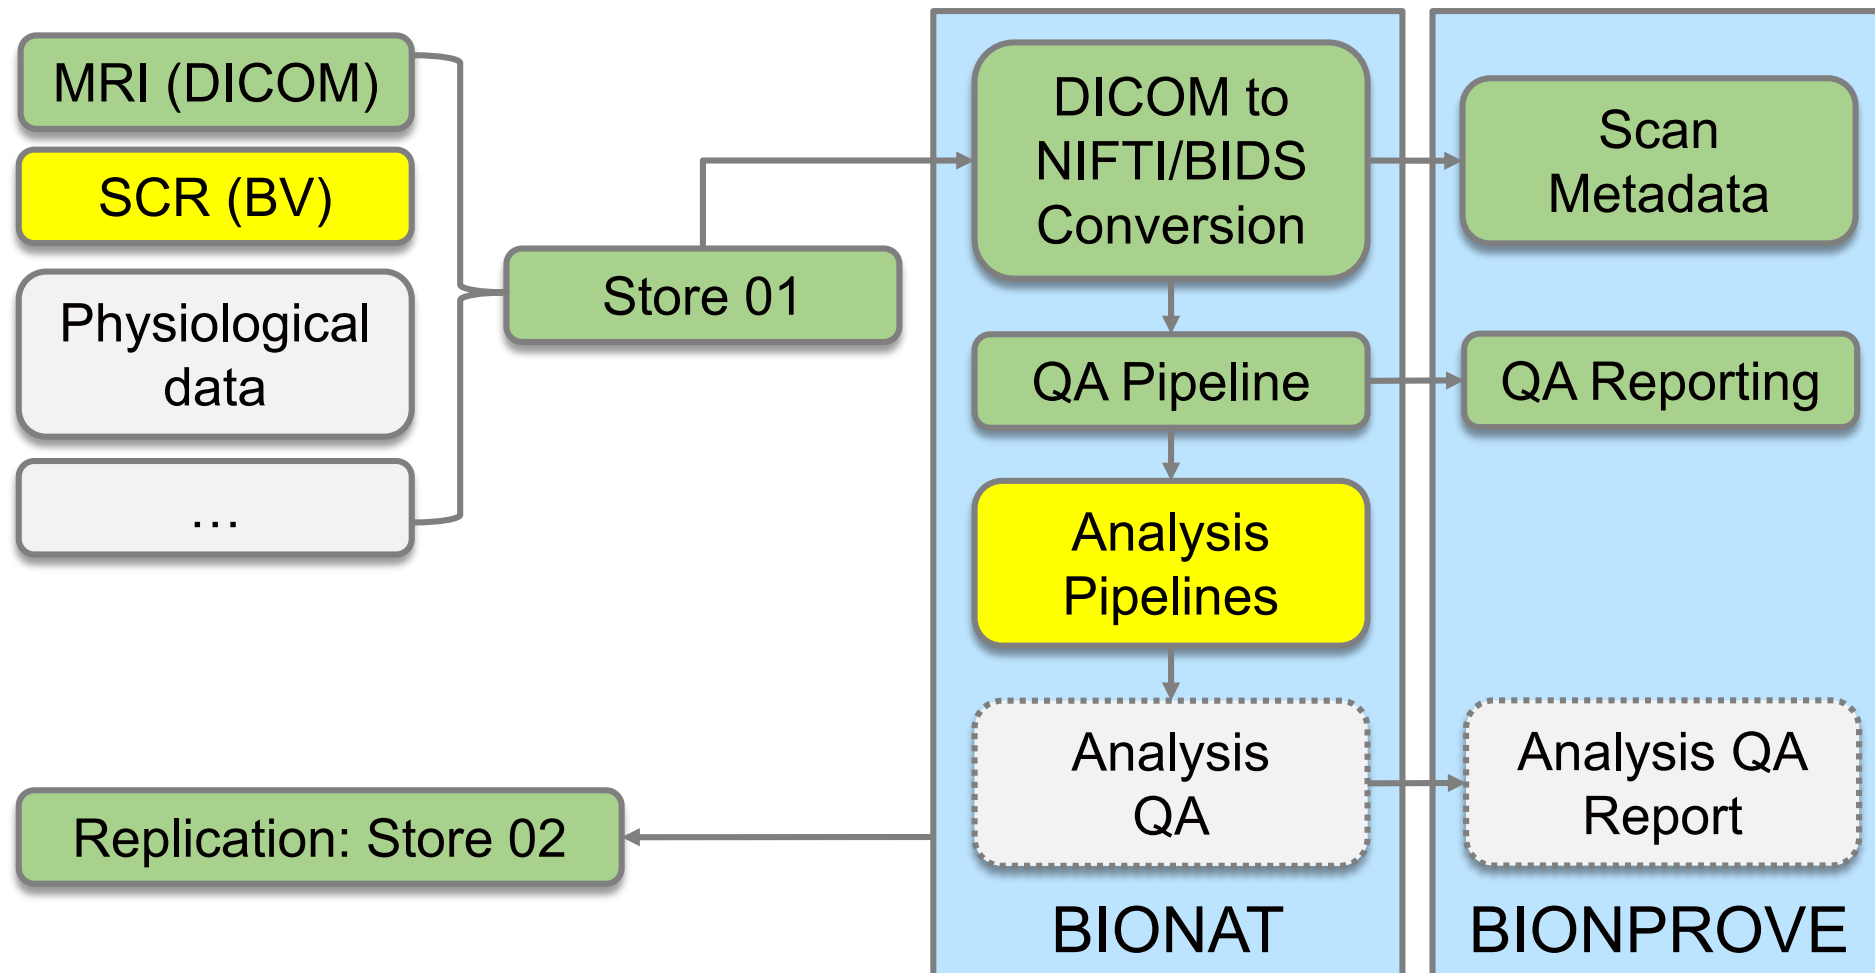 MRI (DICOM)
SCR (BV)
Physiological
data
…
Store 01
Replication: Store 02
DICOM to
NIFTI/BIDS
Conversion
QA Pipeline
Analysis
Pipelines
Analysis
QA
BIONAT
Scan
Metadata
QA Reporting
Analysis QA
Report
BIONPROVE